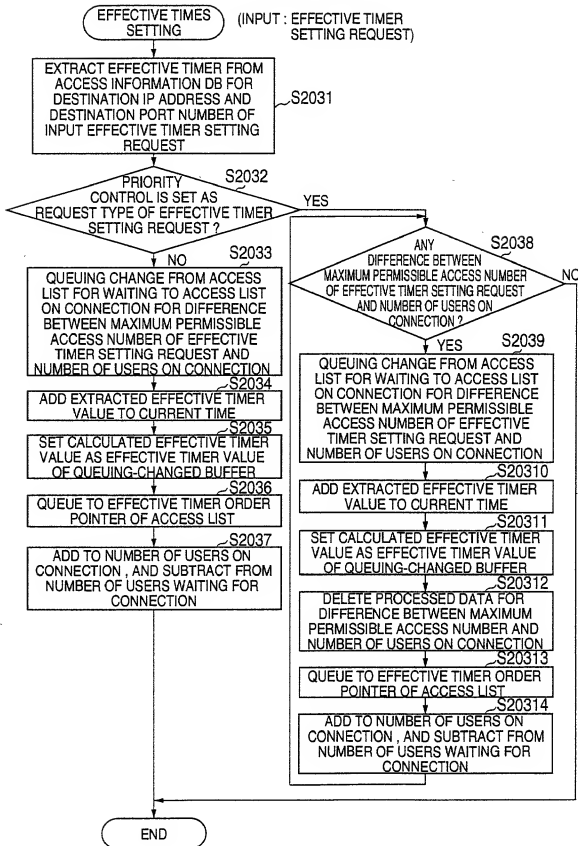 EFFECTIVE TIMES
SETTING
(INPUT : EFFECTIVE TIMER
SETTING REQUEST)
EXTRACT EFFECTIVE TIMER FROM
ACCESS INFORMATION DB FOR
DESTINATION IP ADDRESS AND
DESTINATION PORT NUMBER OF
INPUT EFFECTIVE TIMER SETTING
REQUEST
S2031
PRIORITY
CONTROL IS SET AS
REQUEST TYPE OF EFFECTIVE TIMER
SETTING REQUEST ?
S2032
YES
NO
S2033
QUEUING CHANGE FROM ACCESS
LIST FOR WAITING TO ACCESS LIST
ON CONNECTION FOR DIFFERENCE
BETWEEN MAXIMUM PERMISSIBLE
ACCESS NUMBER OF EFFECTIVE
TIMER SETTING REQUEST AND
NUMBER OF USERS ON CONNECTION
S2034
ADD EXTRACTED EFFECTIVE TIMER
VALUE TO CURRENT TIME
S2035
SET CALCULATED EFFECTIVE TIMER
VALUE AS EFFECTIVE TIMER VALUE
OF QUEUING-CHANGED BUFFER
S2036
QUEUE TO EFFECTIVE TIMER ORDER
POINTER OF ACCESS LIST
S2037
ADD TO NUMBER OF USERS ON
CONNECTION , AND SUBTRACT FROM
NUMBER OF USERS WAITING FOR
CONNECTION
S2038
ANY
DIFFERENCE BETWEEN
MAXIMUM PERMISSIBLE ACCESS NUMBER
OF EFFECTIVE TIMER SETTING REQUEST
AND NUMBER OF USERS ON
CONNECTION ?
NO
YES
S2039
QUEUING CHANGE FROM ACCESS
LIST FOR WAITING TO ACCESS LIST
ON CONNECTION FOR DIFFERENCE
BETWEEN MAXIMUM PERMISSIBLE
ACCESS NUMBER OF EFFECTIVE
TIMER SETTING REQUEST AND
NUMBER OF USERS ON CONNECTION
S20310
ADD EXTRACTED EFFECTIVE TIMER
VALUE TO CURRENT TIME
S20311
SET CALCULATED EFFECTIVE TIMER
VALUE AS EFFECTIVE TIMER VALUE
OF QUEUING-CHANGED BUFFER
S20312
DELETE PROCESSED DATA FOR
DIFFERENCE BETWEEN MAXIMUM
PERMISSIBLE ACCESS NUMBER AND
NUMBER OF USERS ON CONNECTION
S20313
QUEUE TO EFFECTIVE TIMER ORDER
POINTER OF ACCESS LIST
S20314
ADD TO NUMBER OF USERS ON
CONNECTION , AND SUBTRACT FROM
NUMBER OF USERS WAITING FOR
CONNECTION
END